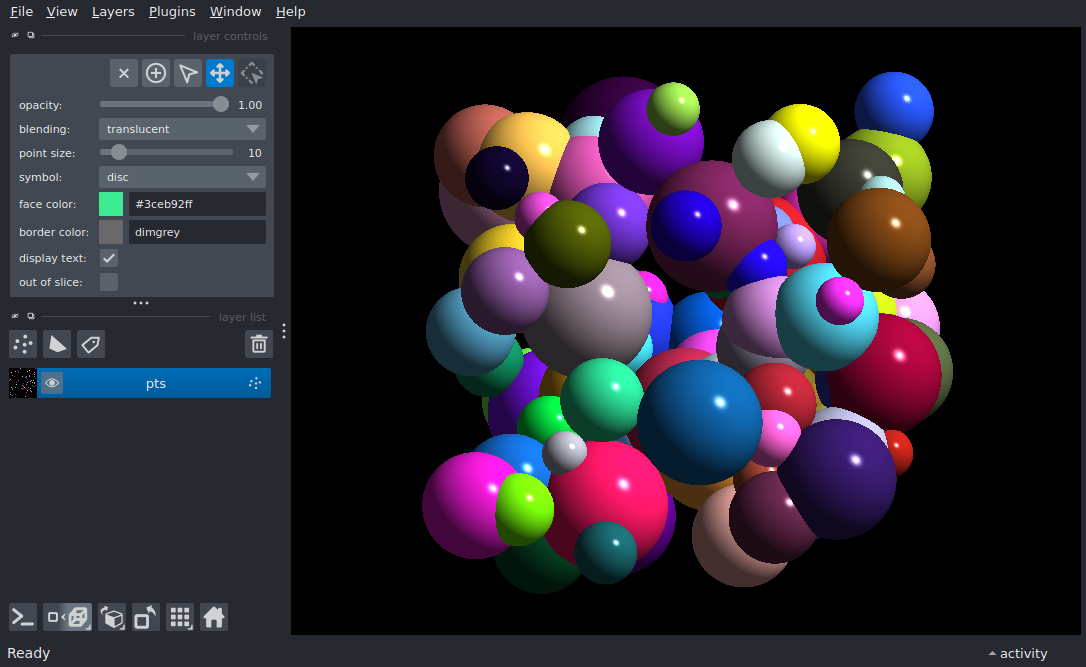 File View Layers Plugins Window Help
layer controls
opacity: 1.00
blending: translucent
point size: 10
symbol: disc
face color: #3ceb92ff
border color: dimgrey
display text:
out of slice:
layer list
pts
Ready
activity